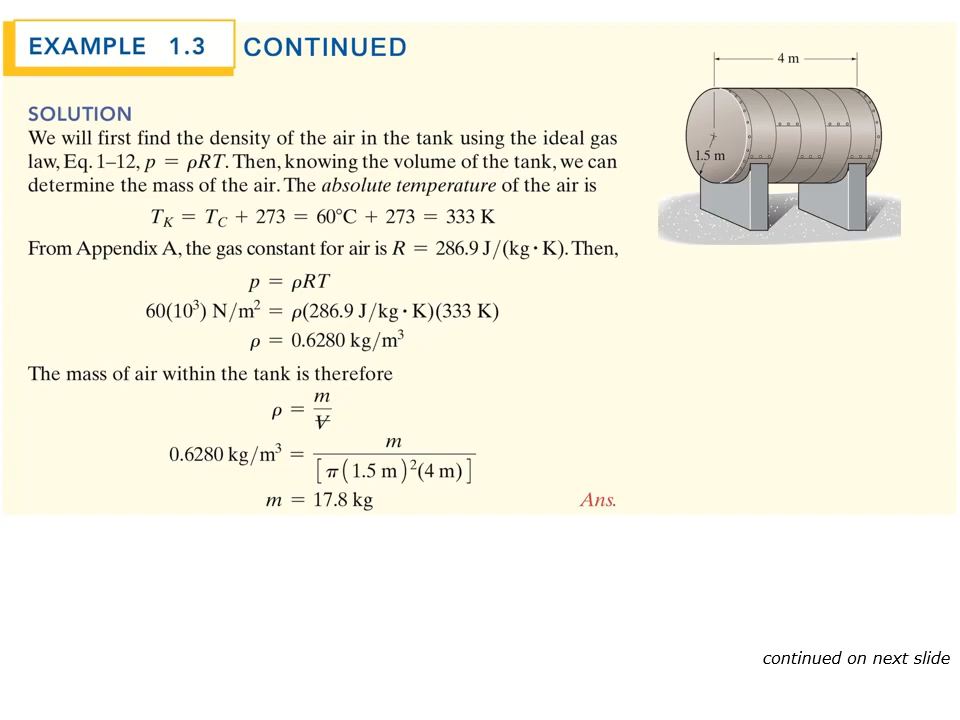 EXAMPLE 1.3 CONTINUED
4 m
1.5 m
SOLUTION
We will first find the density of the air in the tank using the ideal gas
law, Eq. 1–12, p = ρRT. Then, knowing the volume of the tank, we can
determine the mass of the air. The absolute temperature of the air is
T_K = T_C + 273 = 60°C + 273 = 333 K
From Appendix A, the gas constant for air is R = 286.9 J/(kg · K). Then,
p = ρRT
60(10³) N/m² = ρ(286.9 J/kg · K)(333 K)
ρ = 0.6280 kg/m³
The mass of air within the tank is therefore
ρ = m/V̶
0.6280 kg/m³ = m/[π(1.5 m)²(4 m)]
m = 17.8 kg Ans.
continued on next slide